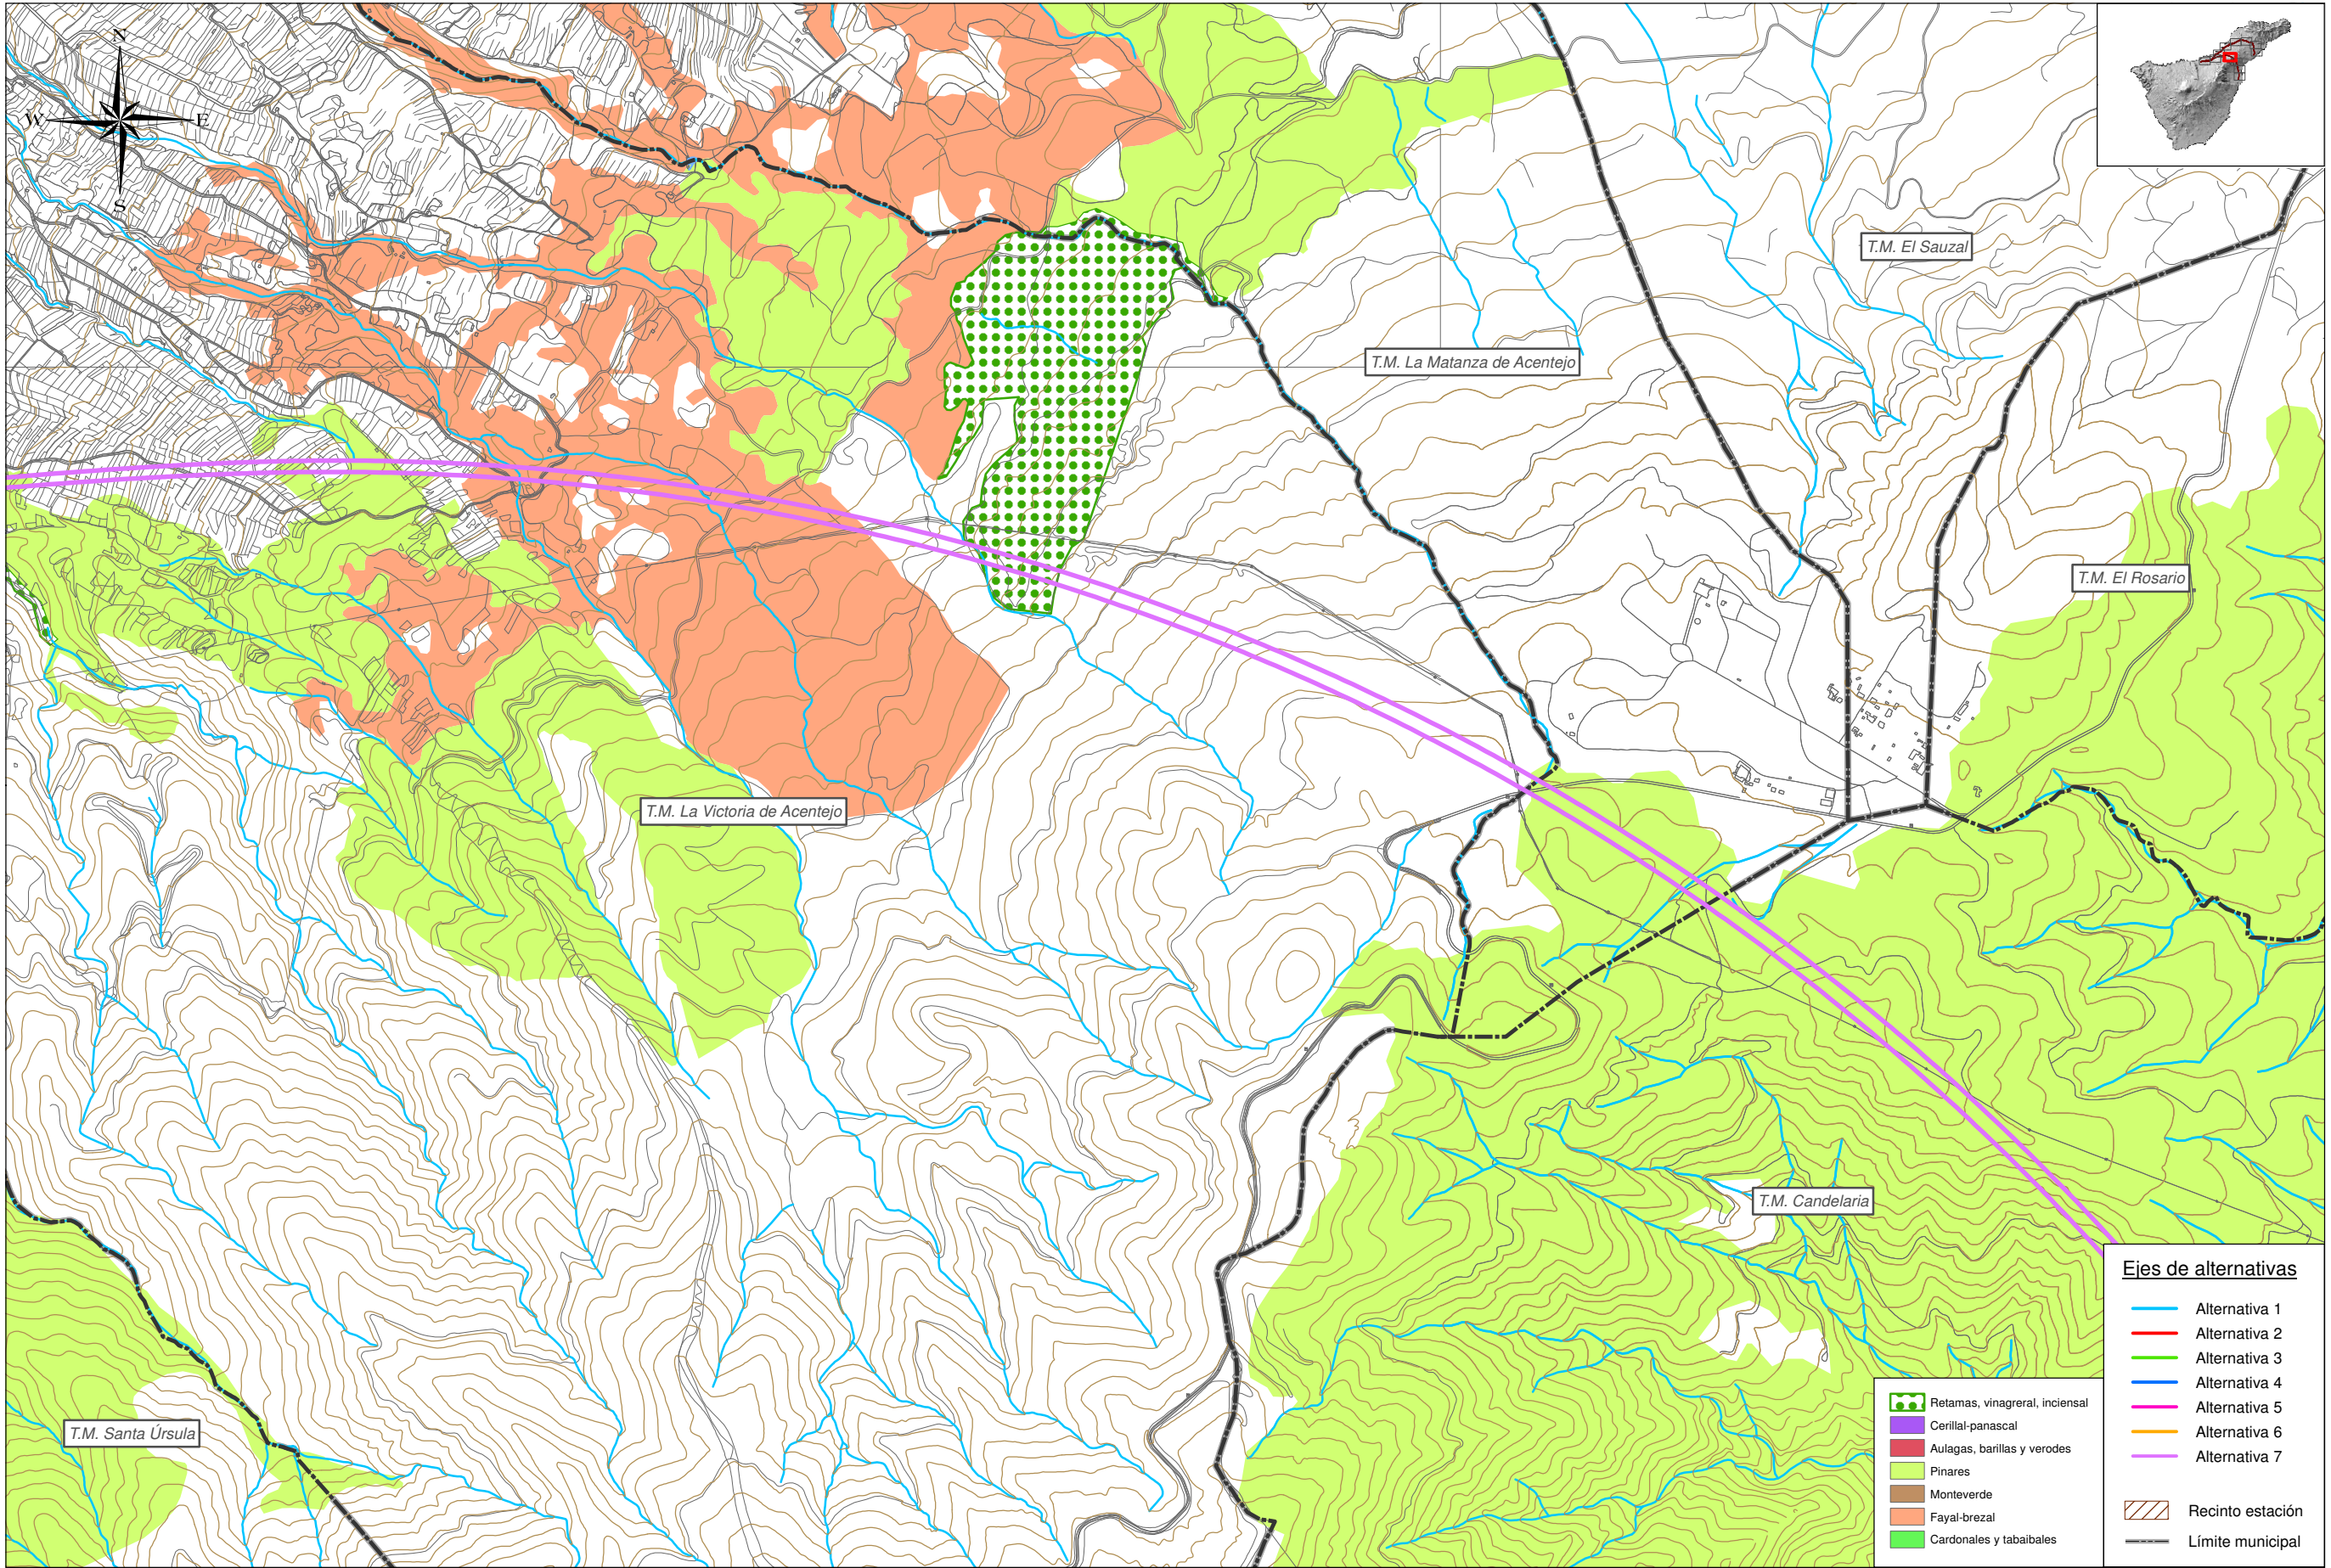 N
W
E
S
T.M. El Sauzal
T.M. La Matanza de Acentejo
T.M. El Rosario
T.M. La Victoria de Acentejo
T.M. Candelaria
T.M. Santa Úrsula
Ejes de alternativas
Alternativa 1
Alternativa 2
Alternativa 3
Alternativa 4
Alternativa 5
Alternativa 6
Alternativa 7
Recinto estación
Límite municipal
Retamas, vinagreral, inciensal
Cerillal-panascal
Aulagas, barillas y verodes
Pinares
Monteverde
Fayal-brezal
Cardonales y tabaibales